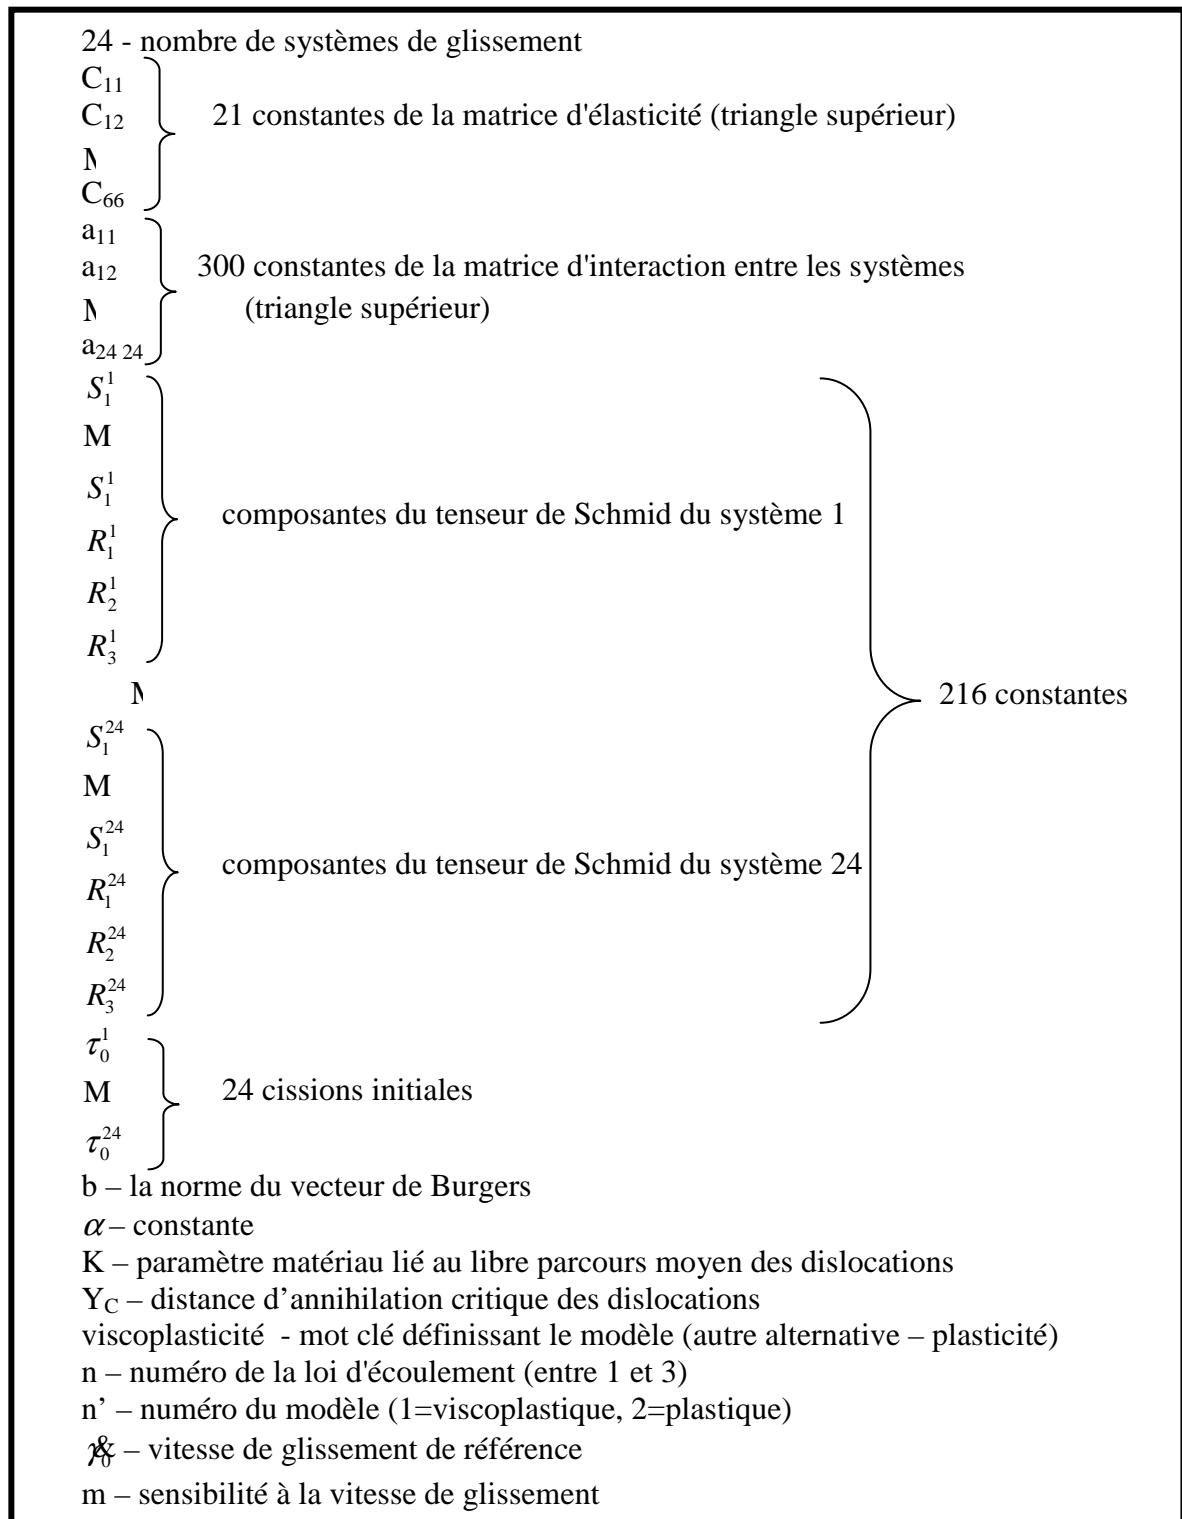 24 - nombre de systèmes de glissement
C₁₁
C₁₂
21 constantes de la matrice d'élasticité (triangle supérieur)
M
C₆₆
a₁₁
a₁₂
300 constantes de la matrice d'interaction entre les systèmes
M
(triangle supérieur)
a₂₄ ₂₄
S₁¹
M
S₁¹
composantes du tenseur de Schmid du système 1
R₁¹
R₂¹
R₃¹
M
216 constantes
S₁²⁴
M
S₁²⁴
composantes du tenseur de Schmid du système 24
R₁²⁴
R₂²⁴
R₃²⁴
τ₀¹
M
24 cissions initiales
τ₀²⁴
b – la norme du vecteur de Burgers
α – constante
K – paramètre matériau lié au libre parcours moyen des dislocations
Y_C – distance d’annihilation critique des dislocations
viscoplasticité - mot clé définissant le modèle (autre alternative – plasticité)
n – numéro de la loi d'écoulement (entre 1 et 3)
n’ – numéro du modèle (1=viscoplastique, 2=plastique)
γ&₀ – vitesse de glissement de référence
m – sensibilité à la vitesse de glissement